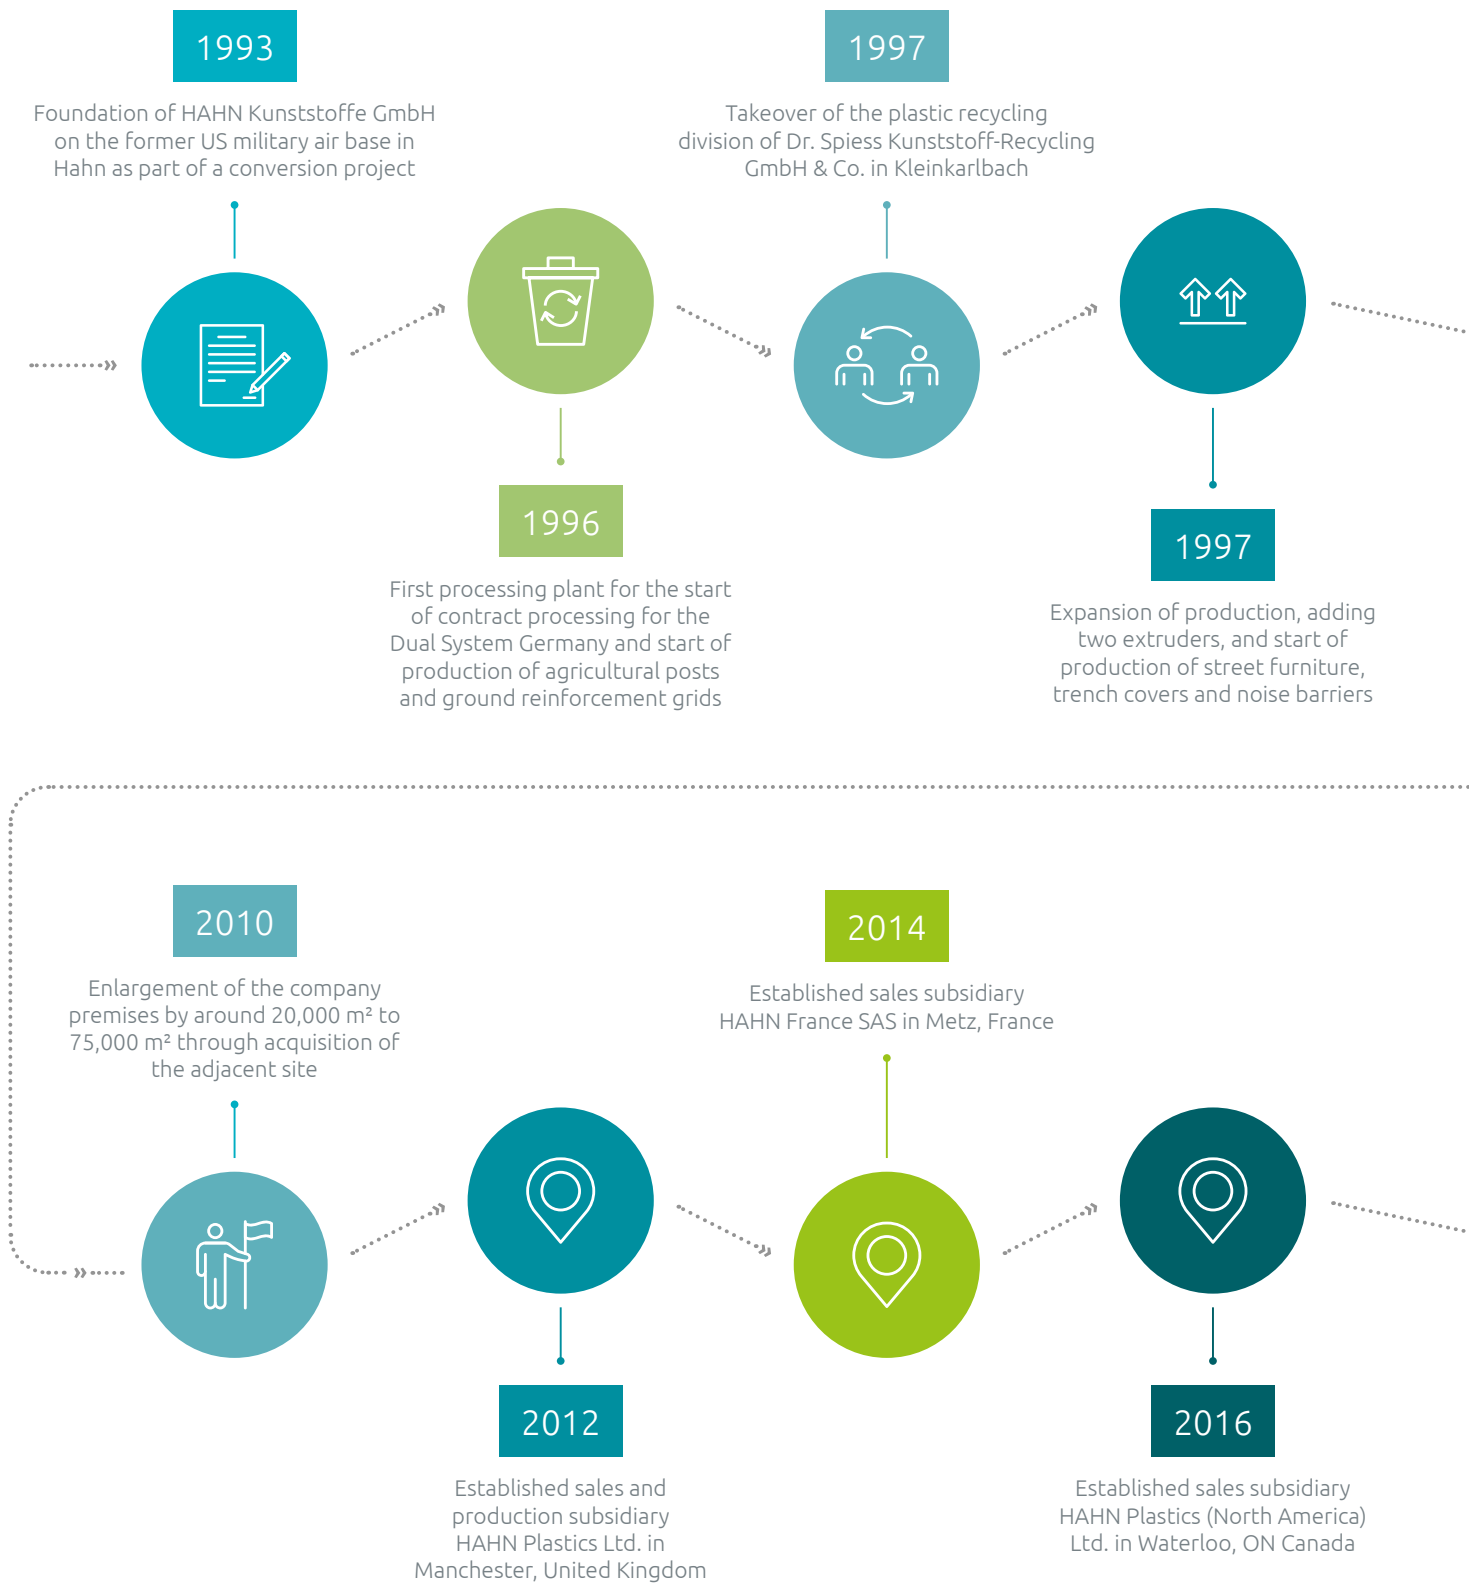 1993
Foundation of HAHN Kunststoffe GmbH
on the former US military air base in
Hahn as part of a conversion project
1996
First processing plant for the start
of contract processing for the
Dual System Germany and start of
production of agricultural posts
and ground reinforcement grids
1997
Takeover of the plastic recycling
division of Dr. Spiess Kunststoff-Recycling
GmbH & Co. in Kleinkarlbach
1997
Expansion of production, adding
two extruders, and start of
production of street furniture,
trench covers and noise barriers
2010
Enlargement of the company
premises by around 20,000 m² to
75,000 m² through acquisition of
the adjacent site
2012
Established sales and
production subsidiary
HAHN Plastics Ltd. in
Manchester, United Kingdom
2014
Established sales subsidiary
HAHN France SAS in Metz, France
2016
Established sales subsidiary
HAHN Plastics (North America)
Ltd. in Waterloo, ON Canada